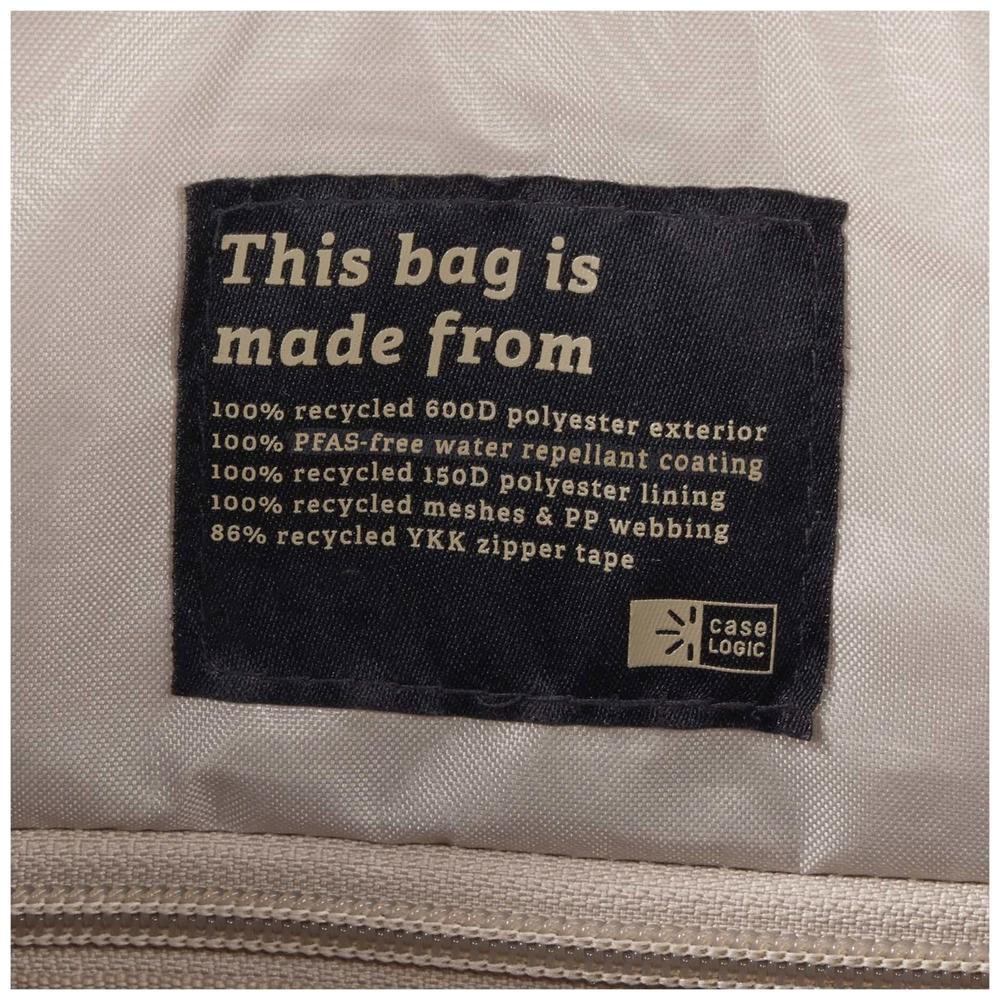 This bag is
made from
100% recycled 600D polyester exterior
100% PFAS-free water repellant coating
100% recycled 150D polyester lining
100% recycled meshes & PP webbing
86% recycled YKK zipper tape
case
LOGIC